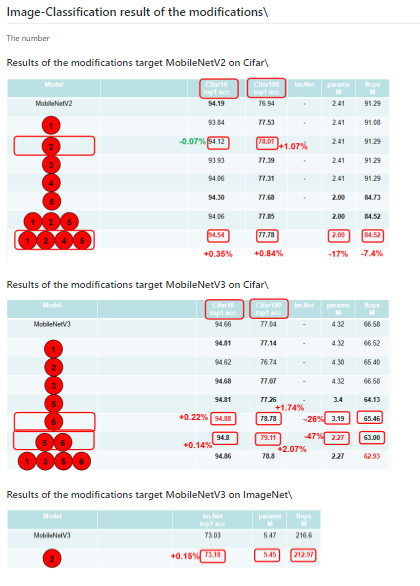 Image-Classification result of the modifications\
The number
Results of the modifications target MobileNetV2 on Cifar\
Model Cifar10 top1 acc Cifar100 top1 acc Im.Net params M flops M
MobileNetV2 94.19 76.94 - 2.41 91.29
1 93.84 77.53 - 2.41 91.08
2 -0.07% 94.12 78.01 +1.07% - 2.41 91.29
3 93.93 77.39 - 2.41 91.29
4 94.06 77.31 - 2.41 91.29
5 94.30 77.68 - 2.00 84.73
1 2 5 94.06 77.85 - 2.00 84.52
1 2 4 5 94.54 77.78 2.00 84.52
+0.35% +0.84% -17% -7.4%
Results of the modifications target MobileNetV3 on Cifar\
Model Cifar10 top1 acc Cifar100 top1 acc Im.Net params M flops M
MobileNetV3 94.66 77.04 - 4.32 66.58
1 94.81 77.14 - 4.32 66.52
2 94.62 76.74 - 4.30 65.40
3 94.68 77.07 - 4.32 66.58
5 94.81 77.26 3.4 64.13
+1.74%
6 +0.22% 94.88 78.78 -26% 3.19 65.46
5 6 +0.14% 94.8 79.11 +2.07% -47% 2.27 63.00
1 3 5 6 94.86 78.8 2.27 62.93
Results of the modifications target MobileNetV3 on ImageNet\
Model Im.Net top1 acc params M flops M
MobileNetV3 73.03 5.47 216.6
2 +0.15% 73.18 5.45 212.97